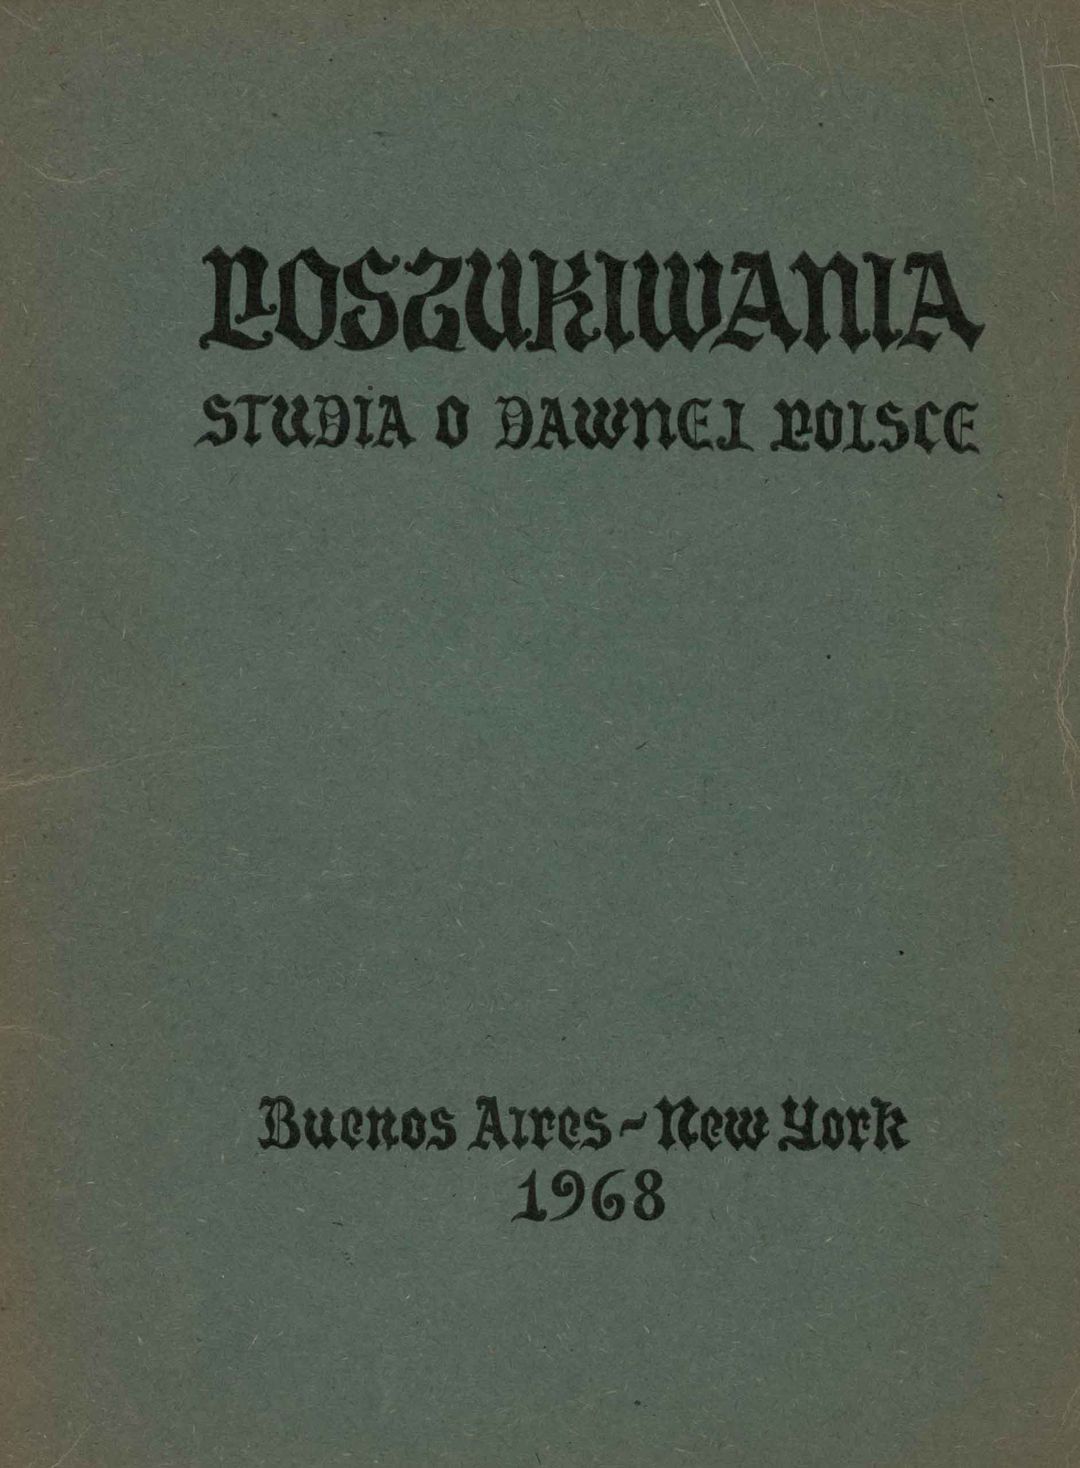 POSZUKIWANIA
STUDIA O DAWNEJ POLSCE
Buenos Aires - New York
1968